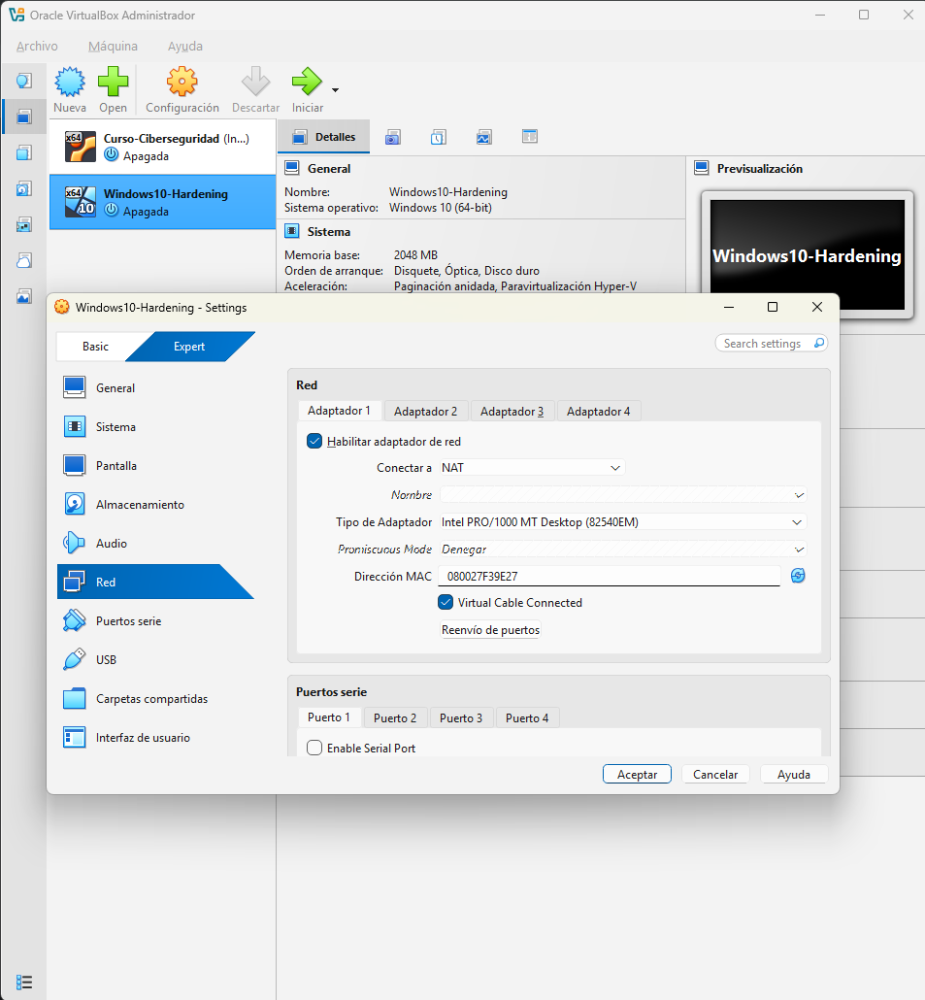 Oracle VirtualBox Administrador
Archivo Máquina Ayuda
Nueva Open Configuración Descartar Iniciar
x64 Curso-Ciberseguridad (In...)
Apagada
x64 10 Windows10-Hardening
Apagada
Detalles
General
Nombre: Windows10-Hardening
Sistema operativo: Windows 10 (64-bit)
Sistema
Memoria base: 2048 MB
Orden de arranque: Disquete, Óptica, Disco duro
Aceleración: Paginación anidada, Paravirtualización Hyper-V
Previsualización
Windows10-Hardening
Windows10-Hardening - Settings
Basic Expert
Search settings
General
Sistema
Pantalla
Almacenamiento
Audio
Red
Puertos serie
USB
Carpetas compartidas
Interfaz de usuario
Red
Adaptador 1 Adaptador 2 Adaptador 3 Adaptador 4
Habilitar adaptador de red
Conectar a NAT
Nombre
Tipo de Adaptador Intel PRO/1000 MT Desktop (82540EM)
Promiscuous Mode Denegar
Dirección MAC 080027F39E27
Virtual Cable Connected
Reenvío de puertos
Puertos serie
Puerto 1 Puerto 2 Puerto 3 Puerto 4
Enable Serial Port
Aceptar Cancelar Ayuda